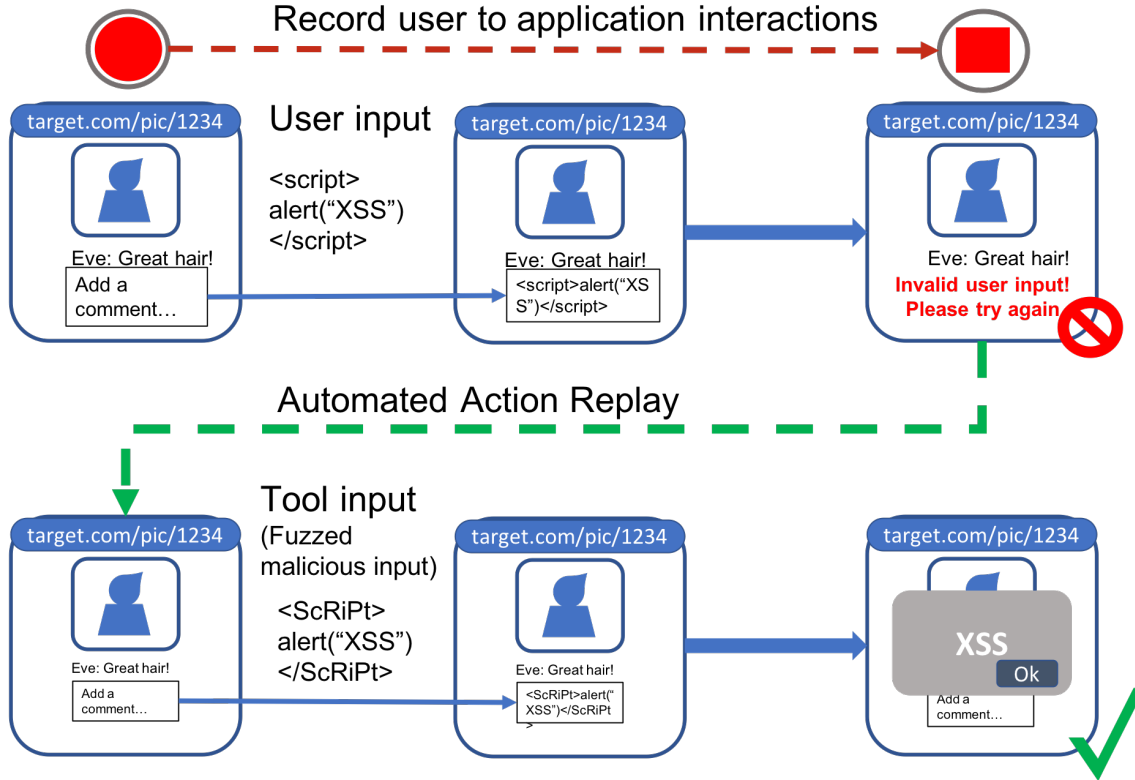 Record user to application interactions
target.com/pic/1234
User input
target.com/pic/1234
target.com/pic/1234
<script>
alert(“XSS”)
</script>
Eve: Great hair!
Add a
comment…
Eve: Great hair!
<script>alert(“XS
S”)</script>
Eve: Great hair!
Invalid user input!
Please try again
Automated Action Replay
target.com/pic/1234
Tool input
(Fuzzed
malicious input)
target.com/pic/1234
target.com/pic/1234
<ScRiPt>
alert(“XSS”)
</ScRiPt>
Eve: Great hair!
Add a
comment…
Eve: Great hair!
<ScRiPt>alert(“
XSS”)</ScRiPt
>
XSS
Ok
Add a
comment…